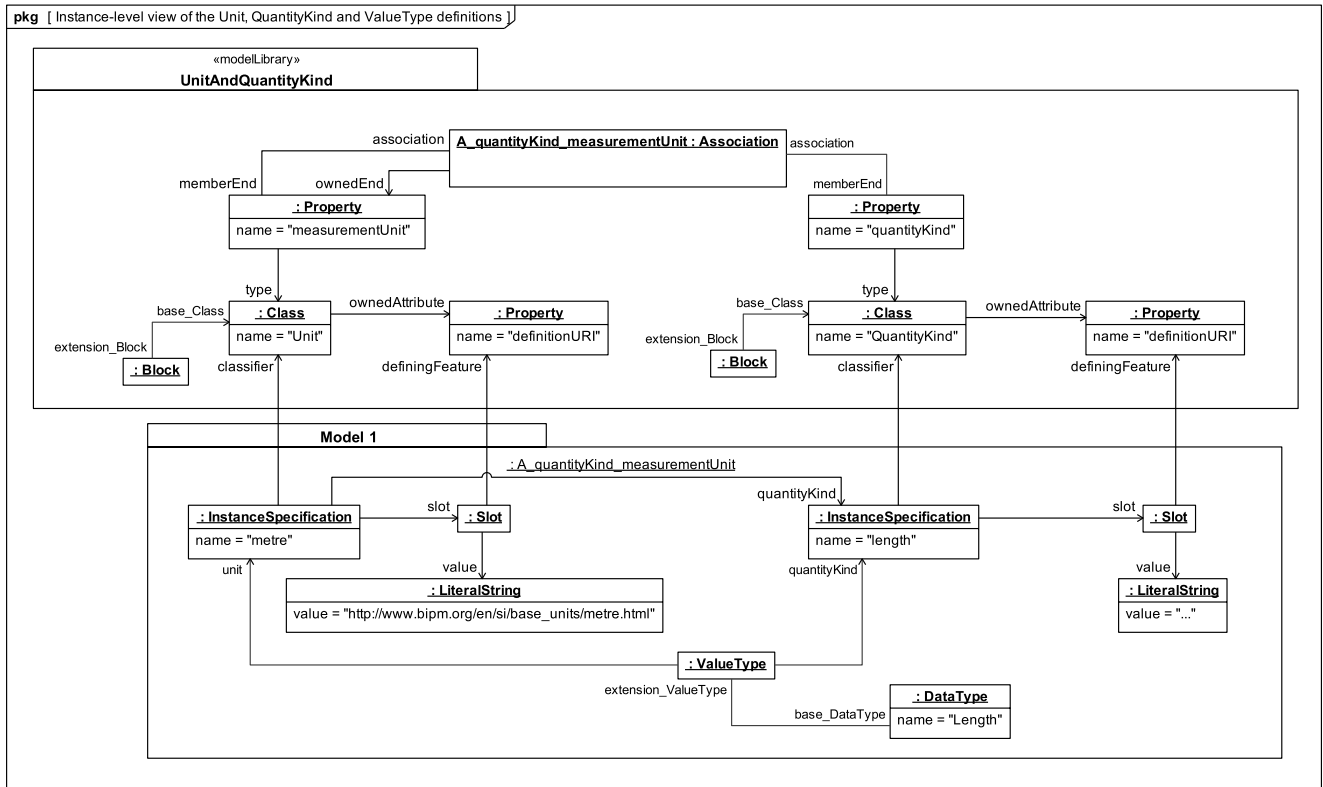 pkg [ Instance-level view of the Unit, QuantityKind and ValueType definitions ]
«modelLibrary»
UnitAndQuantityKind
association
A_quantityKind_measurementUnit : Association
association
memberEnd
ownedEnd
memberEnd
: Property
name = "measurementUnit"
: Property
name = "quantityKind"
type
type
base_Class
: Class
name = "Unit"
ownedAttribute
: Property
name = "definitionURI"
base_Class
: Class
name = "QuantityKind"
ownedAttribute
: Property
name = "definitionURI"
extension_Block
: Block
classifier
definingFeature
extension_Block
: Block
classifier
definingFeature
Model 1
: A_quantityKind_measurementUnit
quantityKind
: InstanceSpecification
name = "metre"
slot
: Slot
: InstanceSpecification
name = "length"
slot
: Slot
unit
value
quantityKind
value
: LiteralString
value = "http://www.bipm.org/en/si/base_units/metre.html"
: LiteralString
value = "..."
: ValueType
extension_ValueType
base_DataType
: DataType
name = "Length"